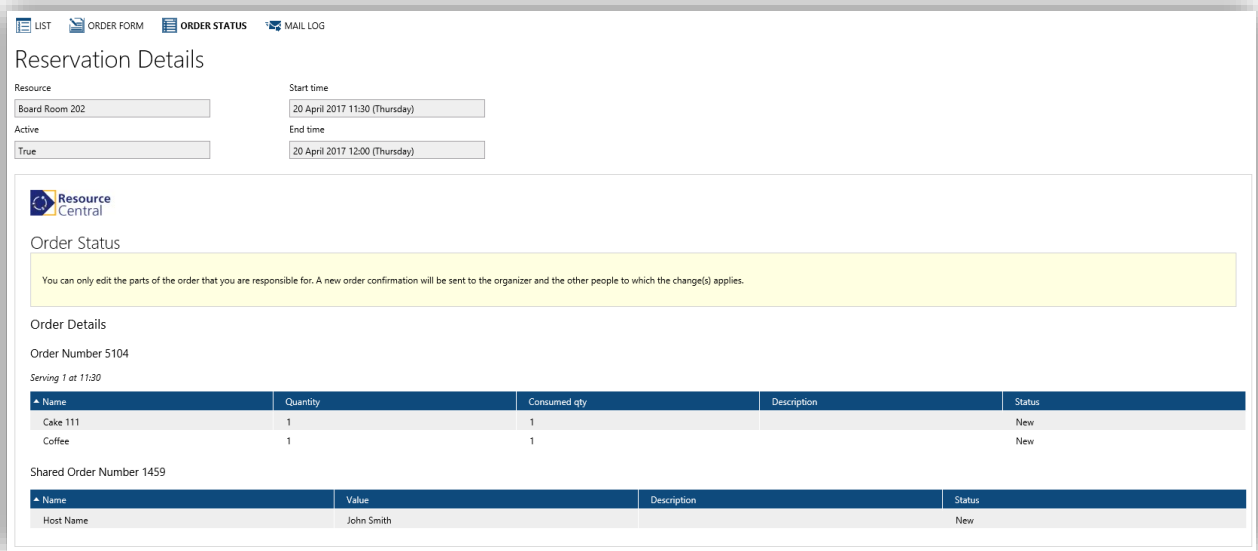 LIST ORDER FORM ORDER STATUS MAIL LOG
Reservation Details
Resource Start time
Board Room 202 20 April 2017 11:30 (Thursday)
Active End time
True 20 April 2017 12:00 (Thursday)
Resource
Central
Order Status
You can only edit the parts of the order that you are responsible for. A new order confirmation will be sent to the organizer and the other people to which the change(s) applies.
Order Details
Order Number 5104
Serving 1 at 11:30
Name Quantity Consumed qty Description Status
Cake 111 1 1 New
Coffee 1 1 New
Shared Order Number 1459
Name Value Description Status
Host Name John Smith New